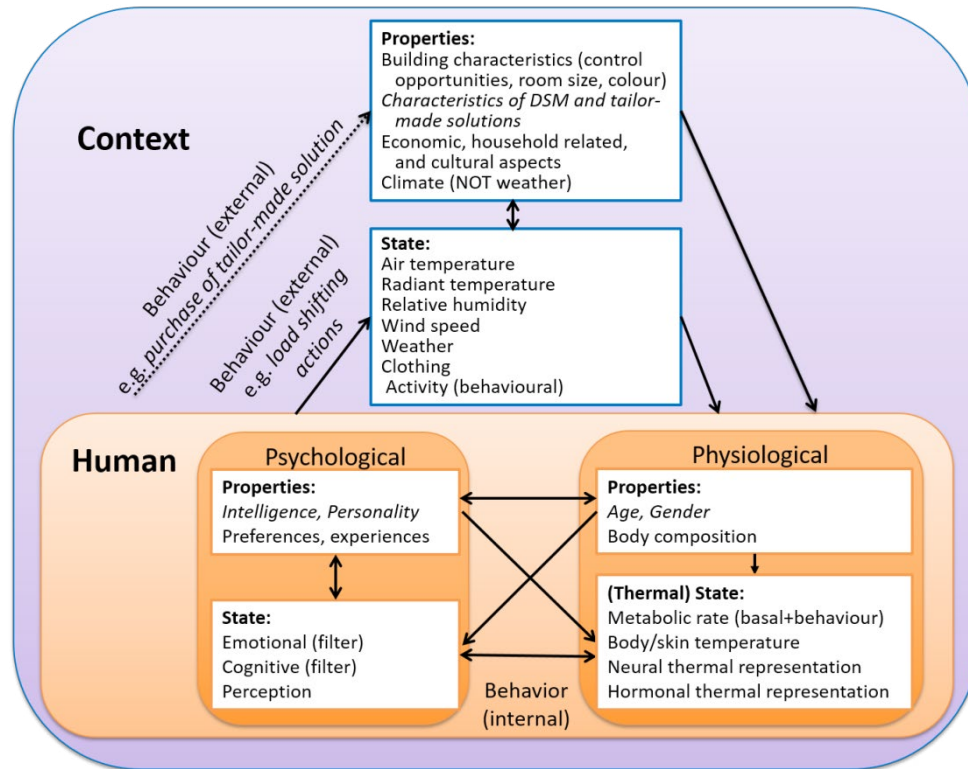 Properties:
Building characteristics (control
opportunities, room size, colour)
Characteristics of DSM and tailor-
made solutions
Economic, household related,
and cultural aspects
Climate (NOT weather)
Context
Behaviour (external)
e.g. purchase of tailor-made solution
Behaviour (external)
e.g. load shifting
actions
State:
Air temperature
Radiant temperature
Relative humidity
Wind speed
Weather
Clothing
Activity (behavioural)
Human
Psychological
Properties:
Intelligence, Personality
Preferences, experiences
State:
Emotional (filter)
Cognitive (filter)
Perception
Behavior
(internal)
Physiological
Properties:
Age, Gender
Body composition
(Thermal) State:
Metabolic rate (basal+behaviour)
Body/skin temperature
Neural thermal representation
Hormonal thermal representation